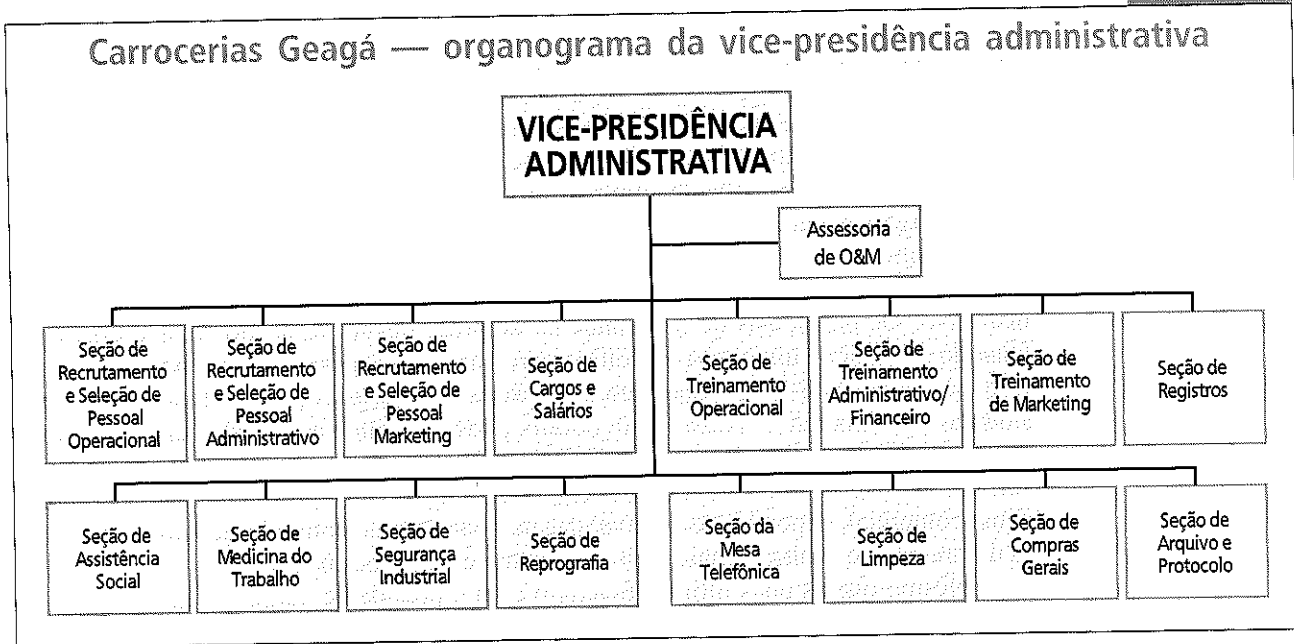 Carrocerias Geagá — organograma da vice-presidência administrativa
VICE-PRESIDÊNCIA
ADMINISTRATIVA
Assessoria
de O&M
Seção de
Recrutamento
e Seleção de
Pessoal
Operacional
Seção de
Recrutamento
e Seleção de
Pessoal
Administrativo
Seção de
Recrutamento
e Seleção de
Pessoal
Marketing
Seção de
Cargos e
Salários
Seção de
Treinamento
Operacional
Seção de
Treinamento
Administrativo/
Financeiro
Seção de
Treinamento
de Marketing
Seção de
Registros
Seção de
Assistência
Social
Seção de
Medicina do
Trabalho
Seção de
Segurança
Industrial
Seção de
Reprografia
Seção da
Mesa
Telefônica
Seção de
Limpeza
Seção de
Compras
Gerais
Seção de
Arquivo e
Protocolo